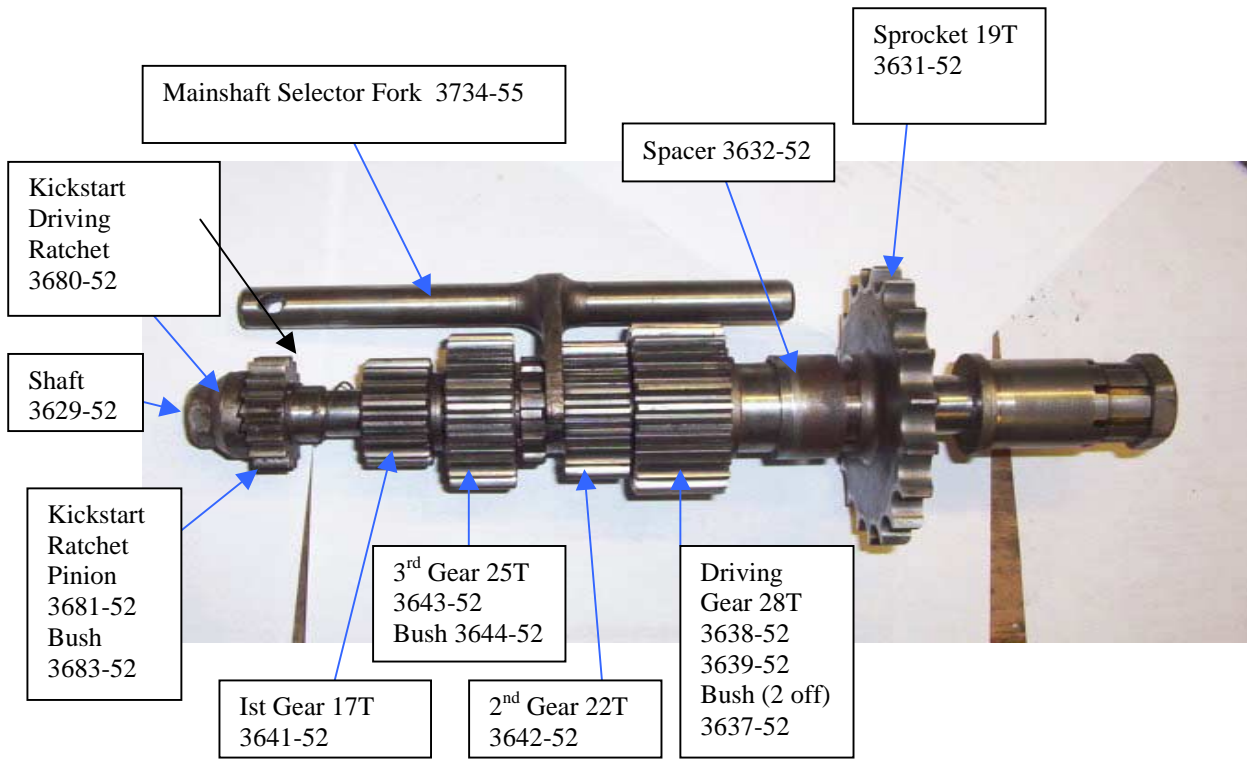 Sprocket 19T
3631-52
Mainshaft Selector Fork 3734-55
Spacer 3632-52
Kickstart
Driving
Ratchet
3680-52
Shaft
3629-52
Kickstart
Ratchet
Pinion
3681-52
Bush
3683-52
3rd Gear 25T
3643-52
Bush 3644-52
Driving
Gear 28T
3638-52
3639-52
Bush (2 off)
3637-52
Ist Gear 17T
3641-52
2nd Gear 22T
3642-52